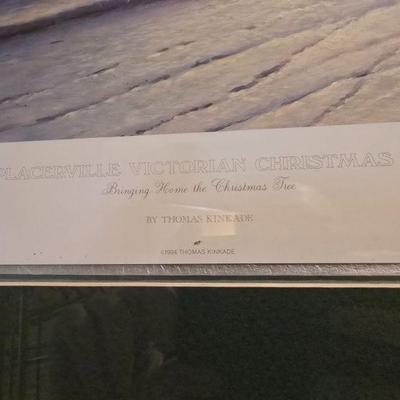 PLACERVILLE VICTORIAN CHRISTMAS
Bringing Home the Christmas Tree
BY THOMAS KINKADE
©1994 THOMAS KINKADE